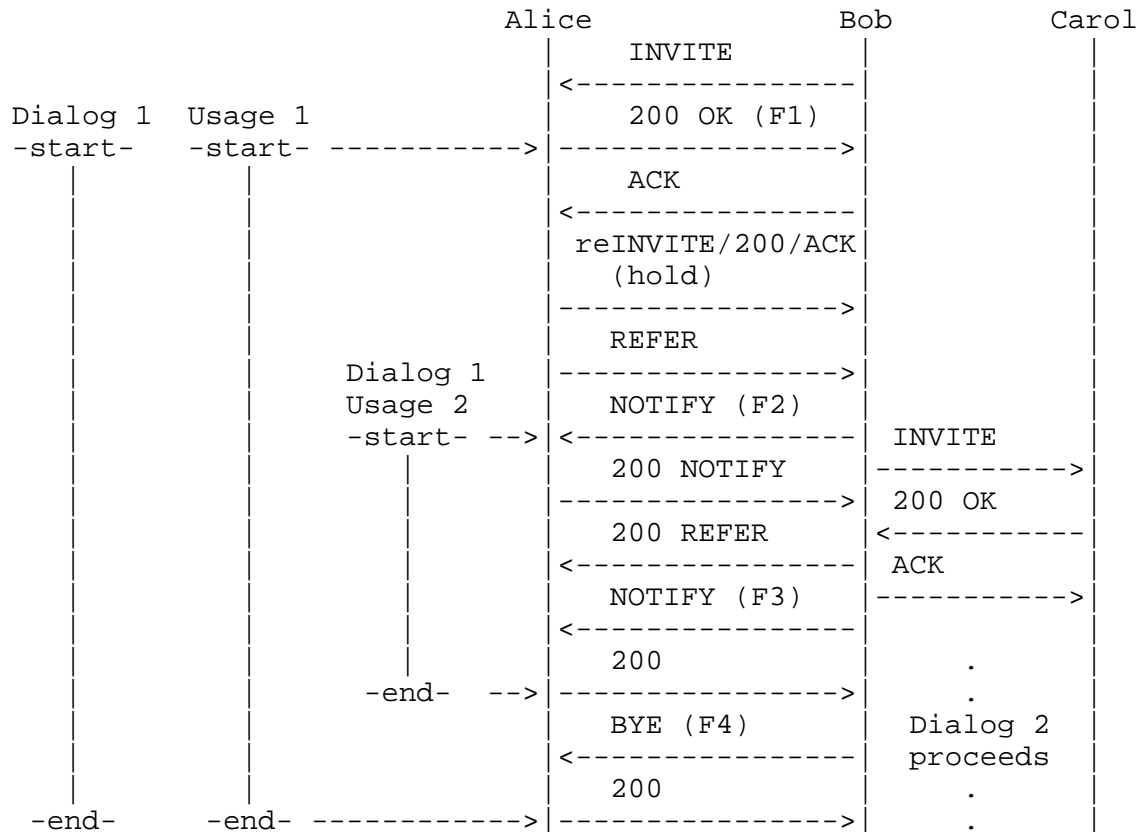 Alice Bob Carol
INVITE
Dialog 1 Usage 1 200 OK (F1)
-start- -start-
ACK
reINVITE/200/ACK
(hold)
REFER
Dialog 1
Usage 2 NOTIFY (F2)
-start- INVITE
200 NOTIFY
200 OK
200 REFER
ACK
NOTIFY (F3)
200 .
-end- .
BYE (F4) Dialog 2
proceeds
200 .
-end- -end- .